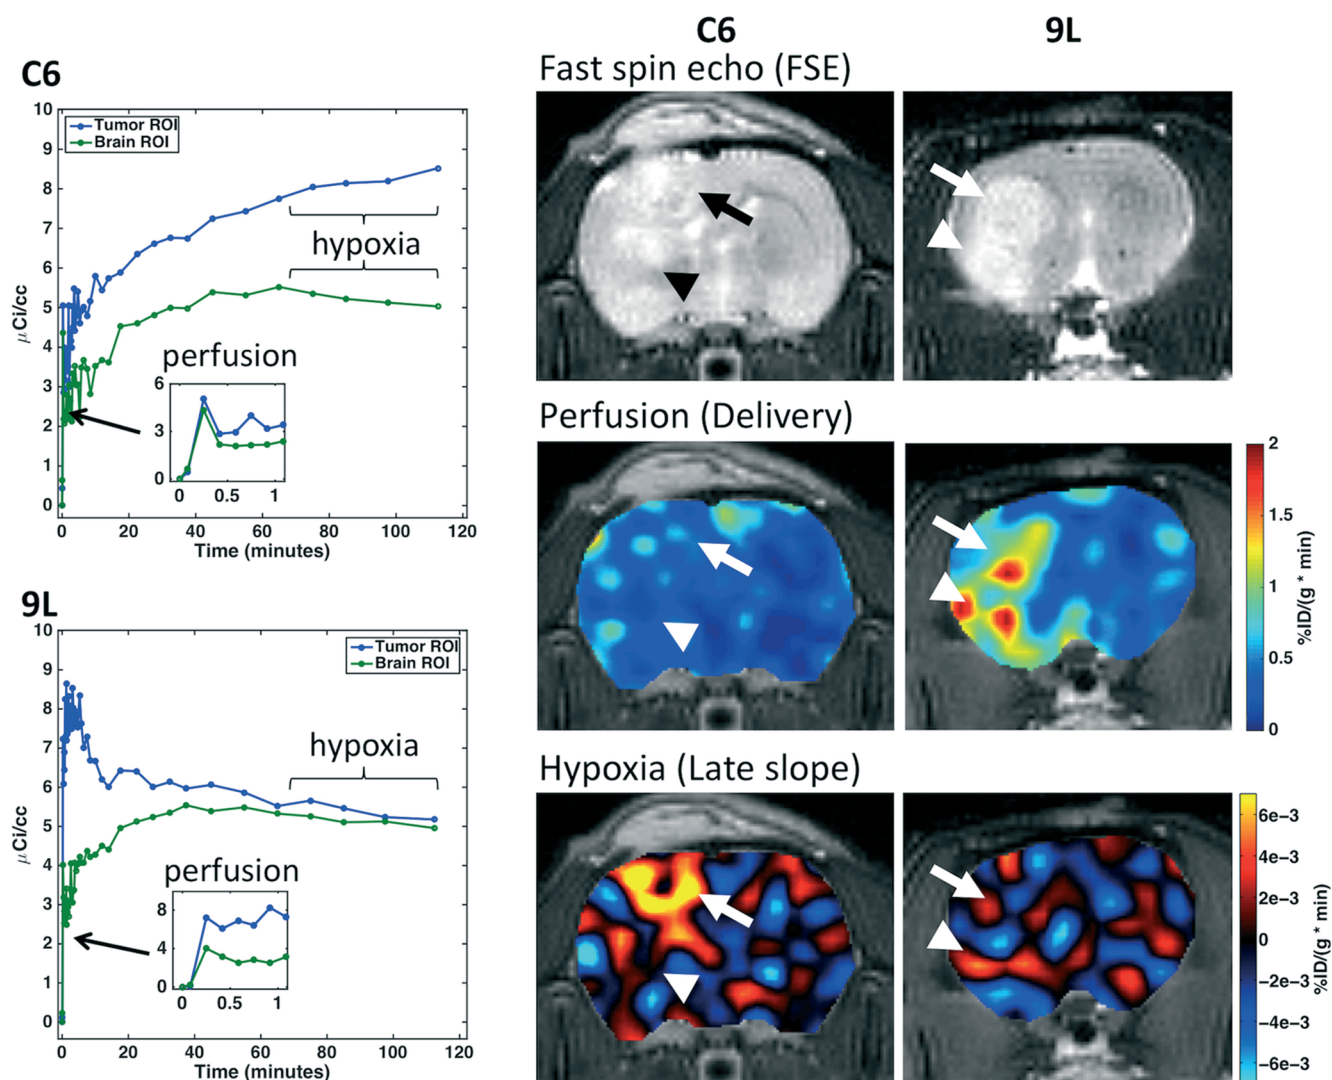 C6
10
9
8
7
6
5
4
3
2
1
0
μCi/cc
Tumor ROI
Brain ROI
hypoxia
perfusion
6
3
0
0 0.5 1
0 20 40 60 80 100 120
Time (minutes)
9L
10
9
8
7
6
5
4
3
2
1
0
μCi/cc
Tumor ROI
Brain ROI
hypoxia
perfusion
8
4
0
0 0.5 1
0 20 40 60 80 100 120
Time (minutes)
C6 9L
Fast spin echo (FSE)
Perfusion (Delivery)
2
1.5
1
0.5
0
%ID/(g * min)
Hypoxia (Late slope)
6e-3
4e-3
2e-3
0
-2e-3
-4e-3
-6e-3
%ID/(g * min)